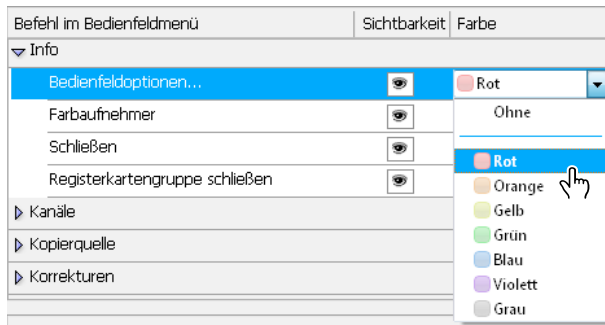 Befehl im Bedienfeldmenü Sichtbarkeit Farbe
Info
Bedienfeldoptionen... Rot
Farbaufnehmer Ohne
Schließen
Rot
Registerkartengruppe schließen Orange
Kanäle Gelb
Kopierquelle Grün
Blau
Korrekturen Violett
Grau